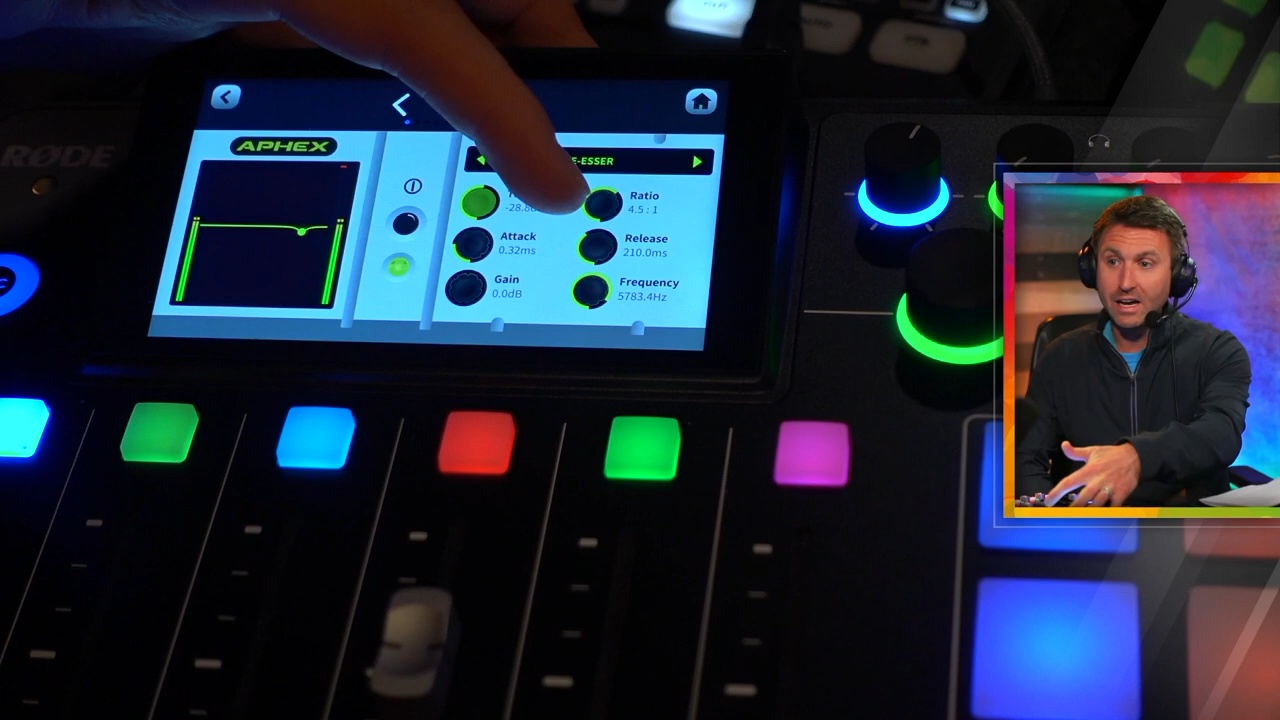 RØDE
APHEX
E-ESSER
Ratio
4.5 : 1
Attack
0.32ms
Release
210.0ms
Gain
0.0dB
Frequency
5783.4Hz